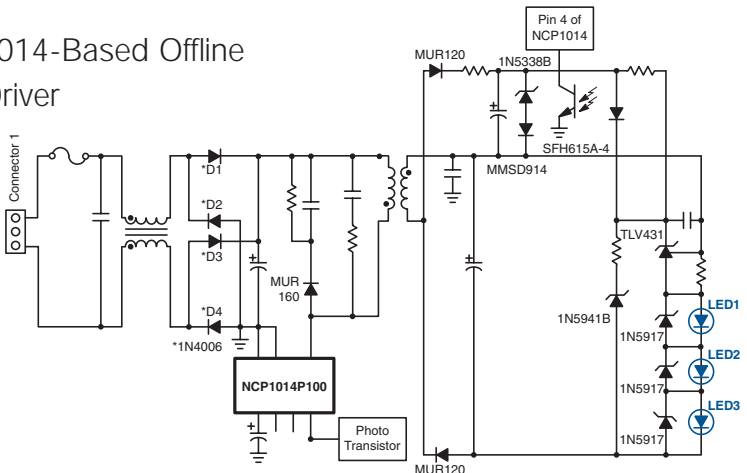 014-Based Offline
Driver
Connector 1
*D1
*D2
*D3
*D4
*1N4006
MUR
160
NCP1014P100
Photo
Transistor
MUR120
Pin 4 of
NCP1014
1N5338B
SFH615A-4
MMSD914
TLV431
1N5941B
1N5917
1N5917
1N5917
LED1
LED2
LED3
MUR120